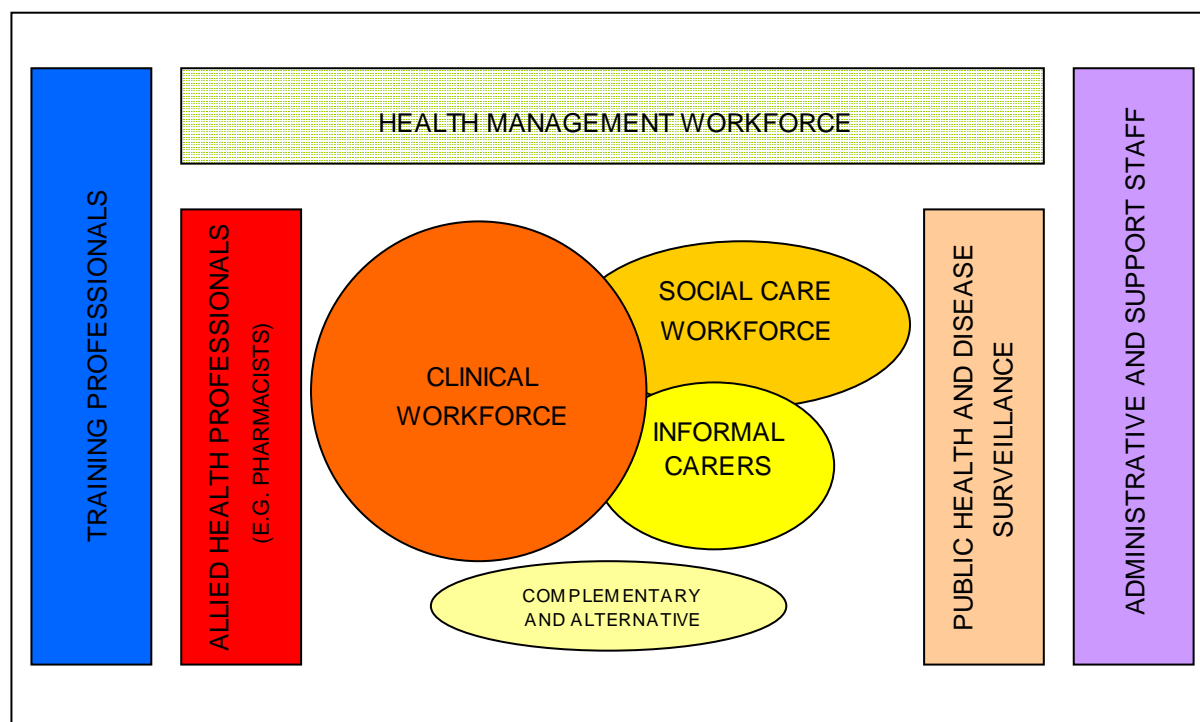 HEALTH MANAGEMENT WORKFORCE
TRAINING PROFESSIONALS
ALLIED HEALTH PROFESSIONALS
(E.G. PHARMACISTS)
CLINICAL
WORKFORCE
SOCIAL CARE
WORKFORCE
INFORMAL
CARERS
COMPLEMENTARY
AND ALTERNATIVE
PUBLIC HEALTH AND DISEASE
SURVEILLANCE
ADMINISTRATIVE AND SUPPORT STAFF